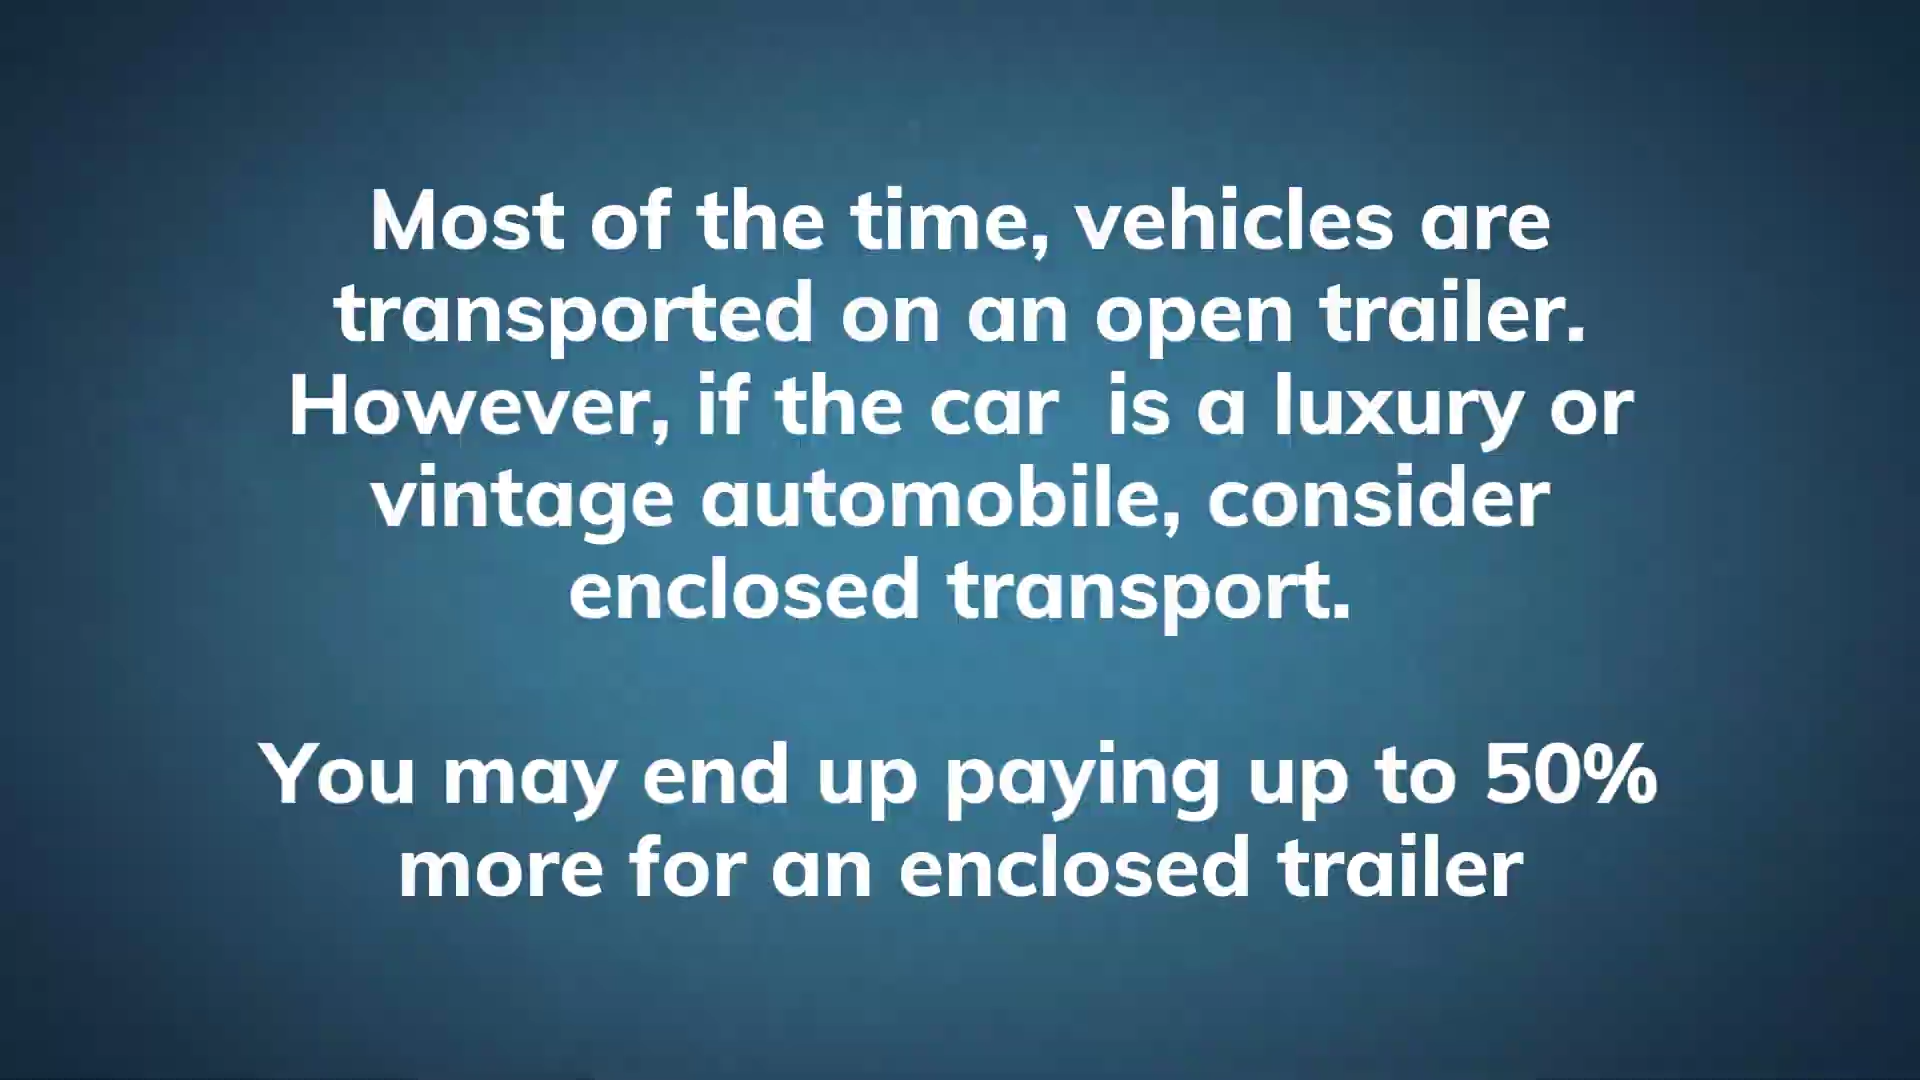 Most of the time, vehicles are
transported on an open trailer.
However, if the car  is a luxury or
vintage automobile, consider
enclosed transport.
You may end up paying up to 50%
more for an enclosed trailer